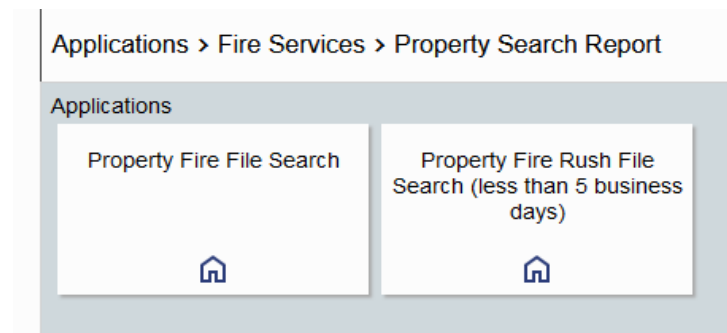 Applications > Fire Services > Property Search Report
Applications
Property Fire File Search
Property Fire Rush File
Search (less than 5 business
days)